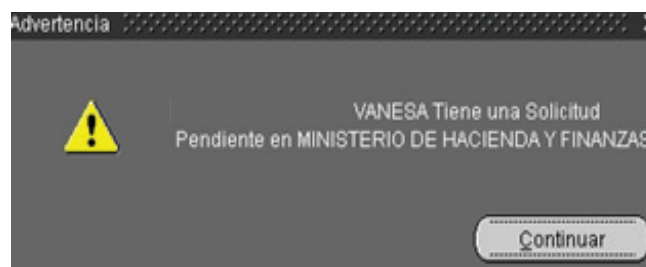 Advertencia
VANESA Tiene una Solicitud
Pendiente en MINISTERIO DE HACIENDA Y FINANZAS
Continuar